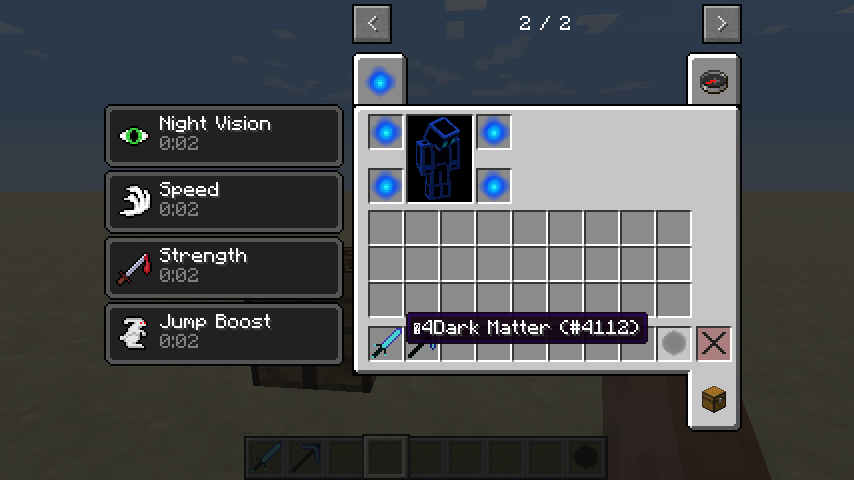 < 2 / 2 >
Night Vision
0:02
Speed
0:02
Strength
0:02
Jump Boost
0:02
4Dark Matter (#4112)